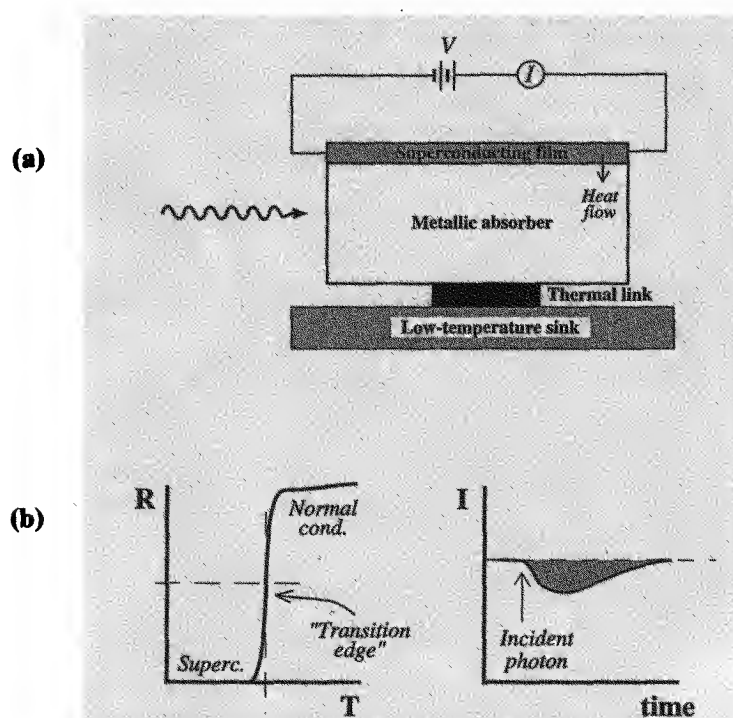 (a)
V
I
Superconducting film
Heat
flow
Metallic absorber
Thermal link
Low-temperature sink
(b)
R
Normal
cond.
"Transition
edge"
Superc.
T
I
Incident
photon
time